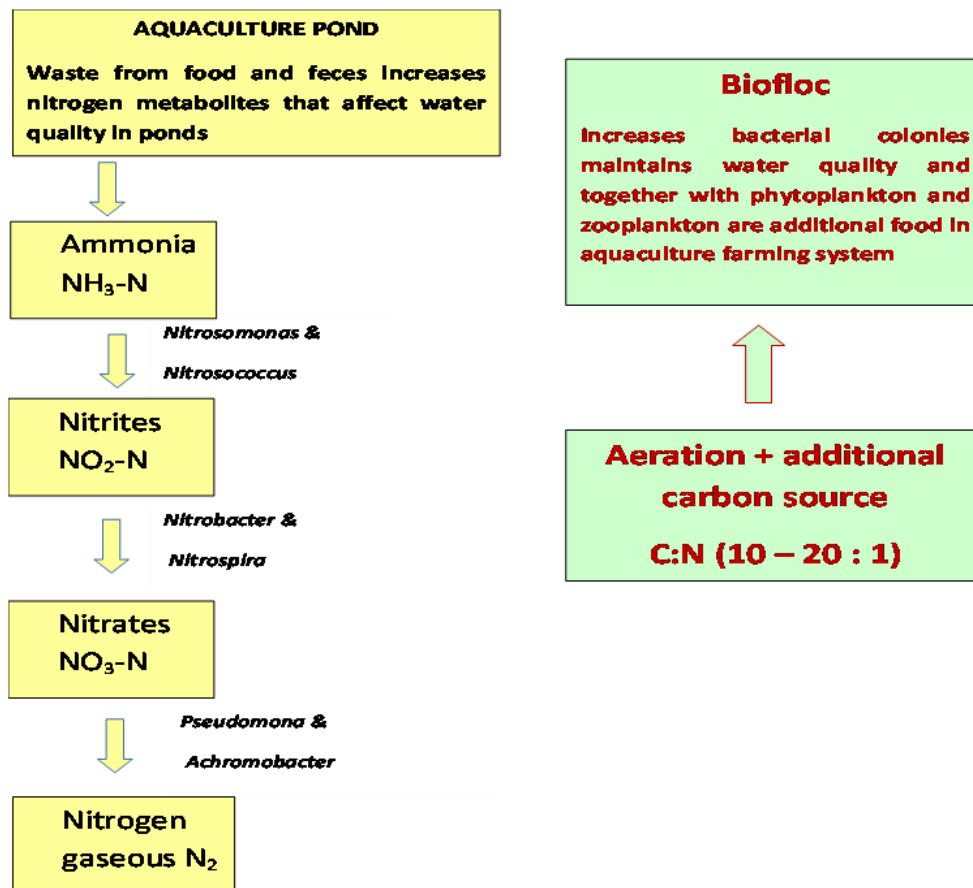 AQUACULTURE POND
Waste from food and feces increases
nitrogen metabolites that affect water
quality in ponds
Ammonia
NH₃-N
Nitrosomonas &
Nitrosococcus
Nitrites
NO₂-N
Nitrobacter &
Nitrospira
Nitrates
NO₃-N
Pseudomona &
Achromobacter
Nitrogen
gaseous N₂
Biofloc
Increases bacterial colonies
maintains water quality and
together with phytoplankton and
zooplankton are additional food in
aquaculture farming system
Aeration + additional
carbon source
C:N (10 – 20 : 1)